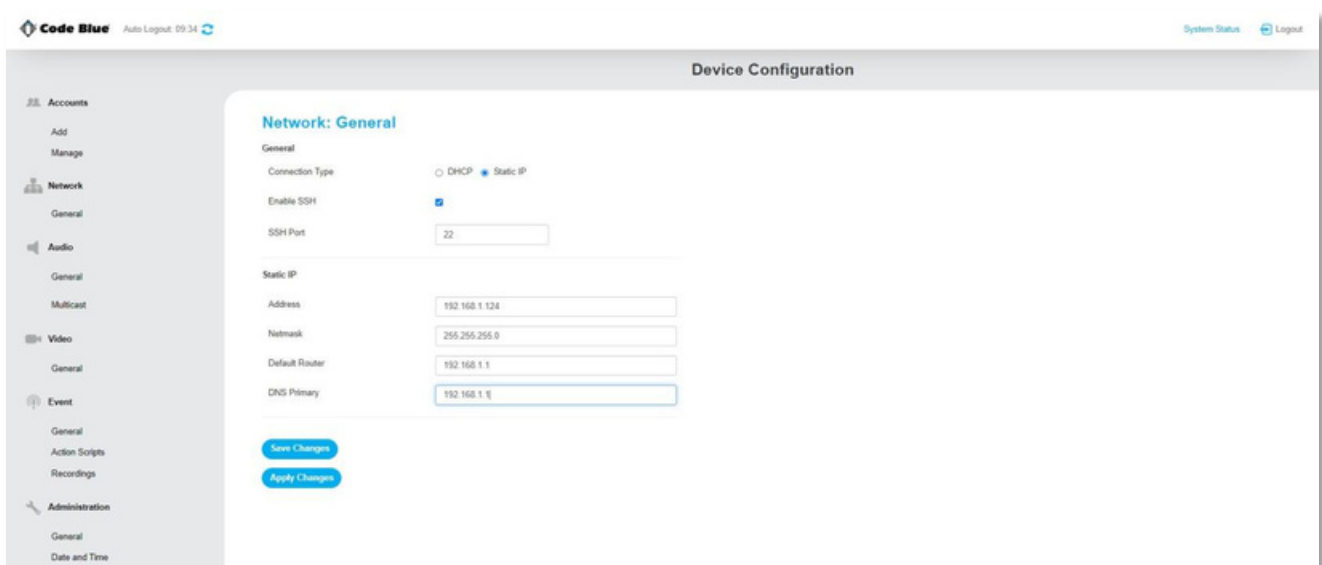 Code Blue Auto Logout: 09:34 System Status Logout
Device Configuration
Accounts
Add
Manage
Network
General
Audio
General
Multicast
Video
General
Event
General
Action Scripts
Recordings
Administration
General
Date and Time
Network: General
General
Connection Type DHCP Static IP
Enable SSH
SSH Port 22
Static IP
Address 192.168.1.124
Netmask 255.255.255.0
Default Router 192.168.1.1
DNS Primary 192.168.1.1
Save Changes
Apply Changes